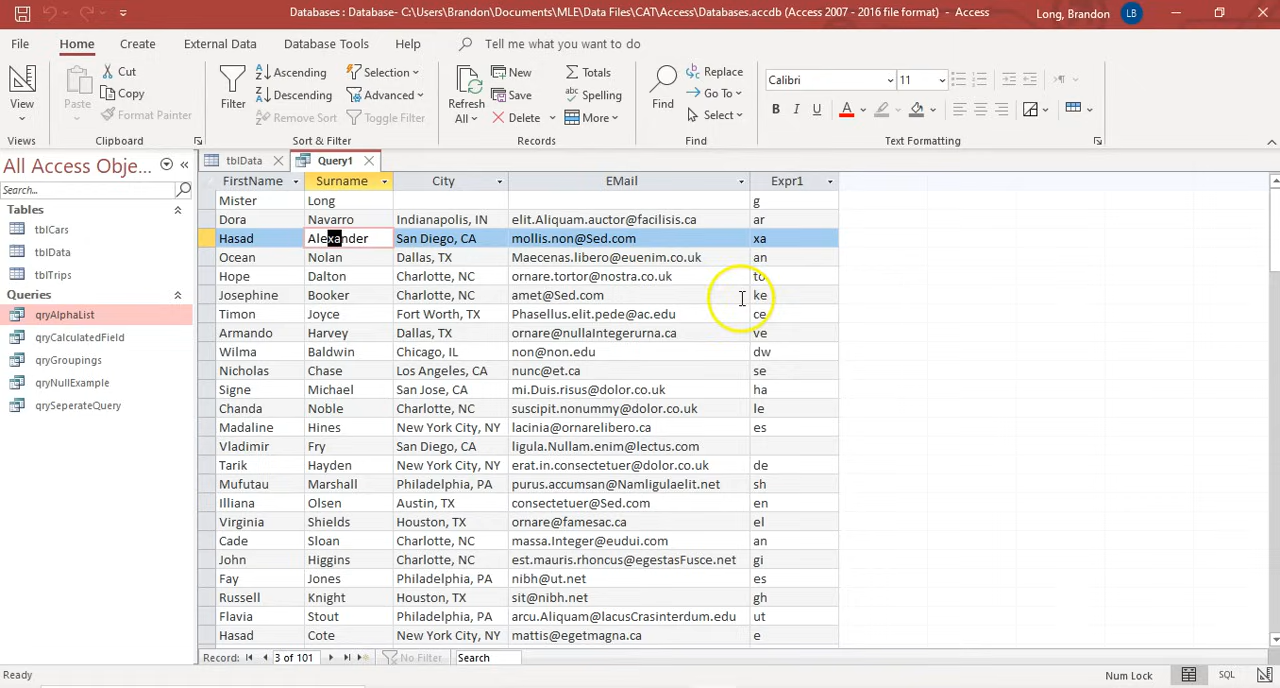 Databases : Database- C:\Users\Brandon\Documents\MLE\Data Files\CAT\Access\Databases.accdb (Access 2007 - 2016 file format) - Access
Long, Brandon LB
File Home Create External Data Database Tools Help Tell me what you want to do
View
Views
Paste
Cut
Copy
Format Painter
Clipboard
Filter
Ascending
Descending
Remove Sort
Selection
Advanced
Toggle Filter
Sort & Filter
Refresh All
New
Save
Delete
Totals
Spelling
More
Records
Find
Replace
Go To
Select
Find
Calibri 11
B I U A
Text Formatting
All Access Obje...
Search...
Tables
tblCars
tblData
tblTrips
Queries
qryAlphaList
qryCalculatedField
qryGroupings
qryNullExample
qrySeperateQuery
tblData Query1
FirstName Surname City EMail Expr1
Mister Long g
Dora Navarro Indianapolis, IN elit.Aliquam.auctor@facilisis.ca ar
Hasad Alexander San Diego, CA mollis.non@Sed.com xa
Ocean Nolan Dallas, TX Maecenas.libero@euenim.co.uk an
Hope Dalton Charlotte, NC ornare.tortor@nostra.co.uk to
Josephine Booker Charlotte, NC amet@Sed.com ke
Timon Joyce Fort Worth, TX Phasellus.elit.pede@ac.edu ce
Armando Harvey Dallas, TX ornare@nullaIntegerurna.ca ve
Wilma Baldwin Chicago, IL non@non.edu dw
Nicholas Chase Los Angeles, CA nunc@et.ca se
Signe Michael San Jose, CA mi.Duis.risus@dolor.co.uk ha
Chanda Noble Charlotte, NC suscipit.nonummy@dolor.co.uk le
Madaline Hines New York City, NY lacinia@ornarelibero.ca es
Vladimir Fry San Diego, CA ligula.Nullam.enim@lectus.com
Tarik Hayden New York City, NY erat.in.consectetuer@dolor.co.uk de
Mufutau Marshall Philadelphia, PA purus.accumsan@Namligulaelit.net sh
Illiana Olsen Austin, TX consectetuer@Sed.com en
Virginia Shields Houston, TX ornare@famesac.ca el
Cade Sloan Charlotte, NC massa.Integer@eudui.com an
John Higgins Charlotte, NC est.mauris.rhoncus@egestasFusce.net gi
Fay Jones Philadelphia, PA nibh@ut.net es
Russell Knight Houston, TX sit@nibh.net gh
Flavia Stout Philadelphia, PA arcu.Aliquam@lacusCrasinterdum.edu ut
Hasad Cote New York City, NY mattis@egetmagna.ca e
Record: 3 of 101 No Filter Search
Ready Num Lock SQL